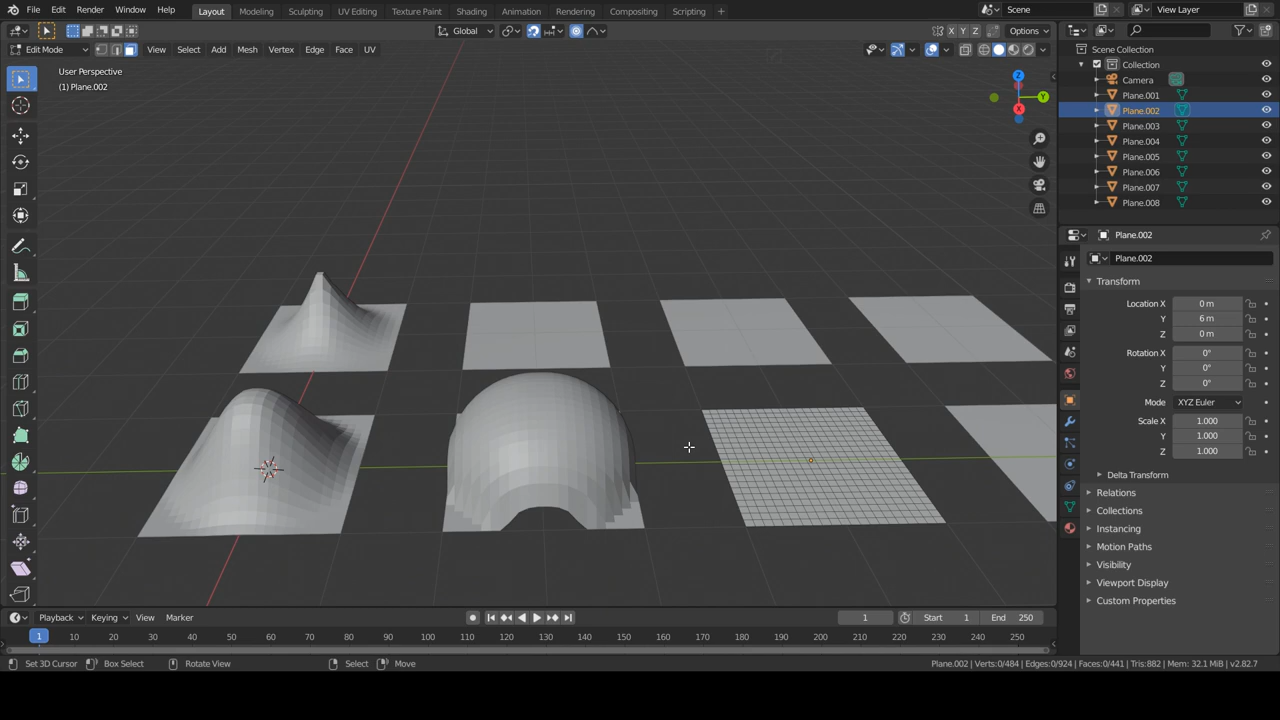 File Edit Render Window Help Layout Modeling Sculpting UV Editing Texture Paint Shading Animation Rendering Compositing Scripting + Scene View Layer
Global X Y Z Options
Edit Mode View Select Add Mesh Vertex Edge Face UV
User Perspective
(1) Plane.002
Z
Y
X
Scene Collection
Collection
Camera
Plane.001
Plane.002
Plane.003
Plane.004
Plane.005
Plane.006
Plane.007
Plane.008
Plane.002
Plane.002
Transform
Location X 0 m
Y 6 m
Z 0 m
Rotation X 0°
Y 0°
Z 0°
Mode XYZ Euler
Scale X 1.000
Y 1.000
Z 1.000
Delta Transform
Relations
Collections
Instancing
Motion Paths
Visibility
Viewport Display
Custom Properties
Playback Keying View Marker 1 Start 1 End 250
1 10 20 30 40 50 60 70 80 90 100 110 120 130 140 150 160 170 180 190 200 210 220 230 240 250
Set 3D Cursor Box Select Rotate View Select Move Plane.002 | Verts:0/484 | Edges:0/924 | Faces:0/441 | Tris:882 | Mem: 32.1 MiB | v2.82.7